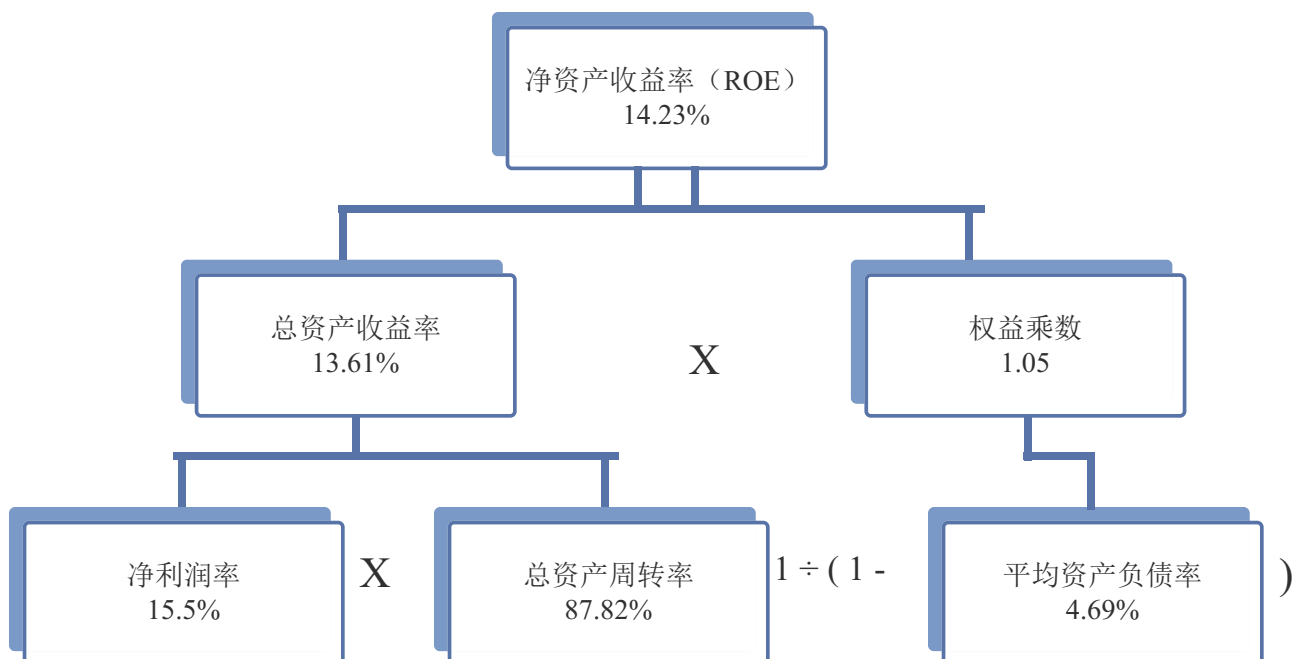 净资产收益率（ROE）
14.23%
总资产收益率
13.61%
X
权益乘数
1.05
净利润率
15.5%
X
总资产周转率
87.82%
1 ÷ ( 1 -
平均资产负债率
4.69%
)